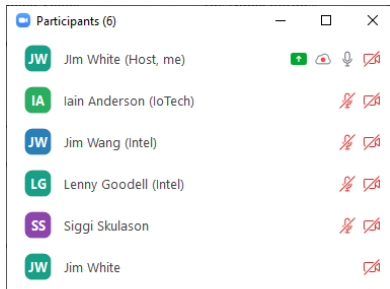 Participants (6)
JW JIm White (Host, me)
IA Iain Anderson (IoTech)
JW Jim Wang (Intel)
LG Lenny Goodell (Intel)
SS Siggi Skulason
JW Jim White